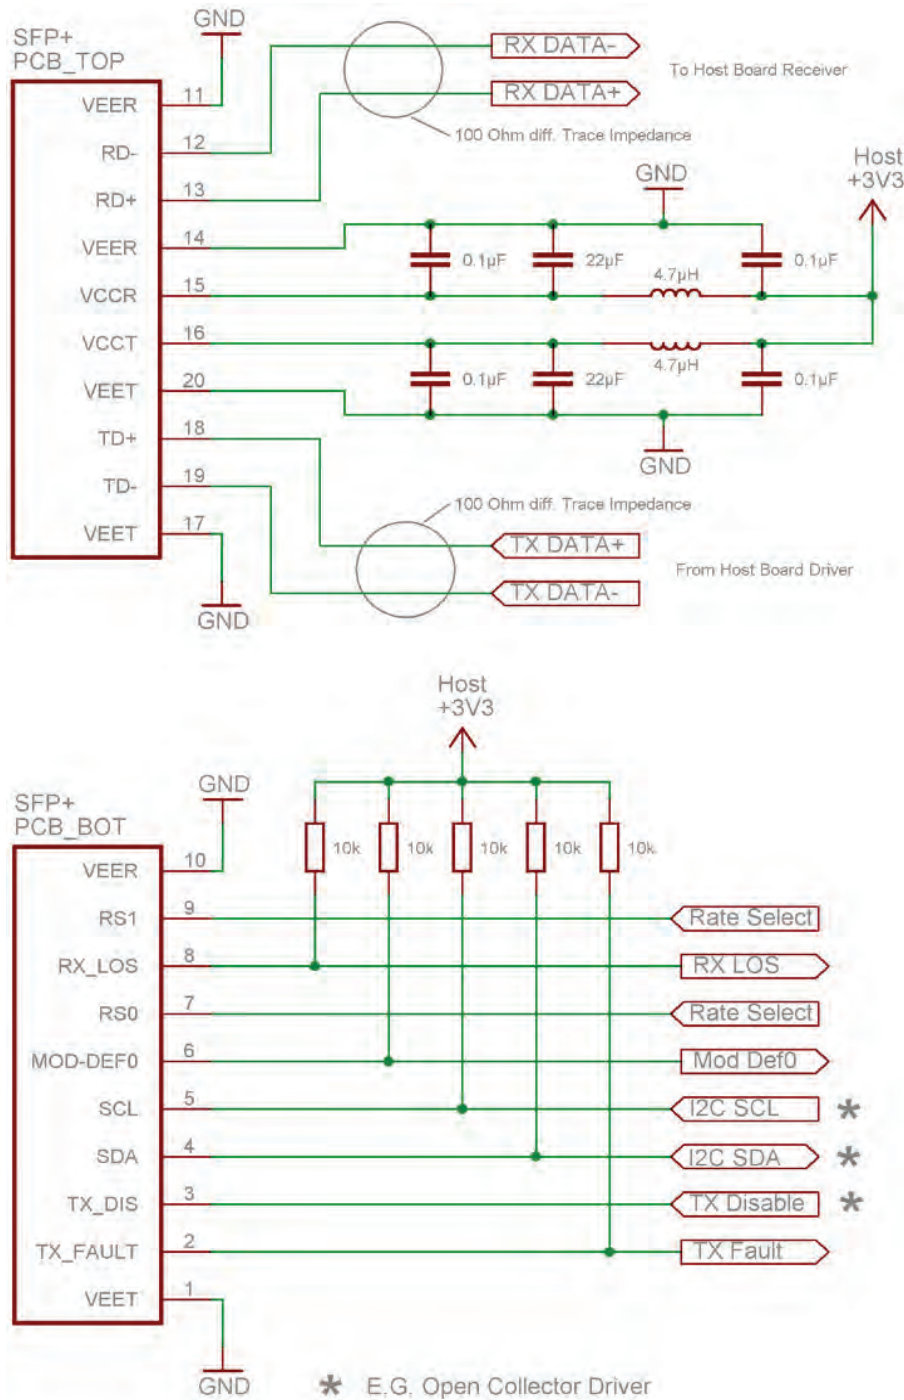 GND
SFP+
PCB_TOP
RX DATA-
To Host Board Receiver
VEER 11
RX DATA+
100 Ohm diff. Trace Impedance
RD- 12
Host
+3V3
GND
RD+ 13
VEER 14
0.1µF 22µF 0.1µF
4.7µH
VCCR 15
VCCT 16
4.7µH
0.1µF 22µF 0.1µF
VEET 20
TD+ 18
GND
TD- 19
100 Ohm diff. Trace Impedance
VEET 17
TX DATA+
From Host Board Driver
TX DATA-
GND
Host
+3V3
GND
SFP+
PCB_BOT
10k 10k 10k 10k 10k
VEER 10
RS1 9 Rate Select
RX_LOS 8 RX LOS
RS0 7 Rate Select
MOD-DEF0 6 Mod Def0
SCL 5 I2C SCL *
SDA 4 I2C SDA *
TX_DIS 3 TX Disable *
TX_FAULT 2 TX Fault
VEET 1
GND
* E.G. Open Collector Driver